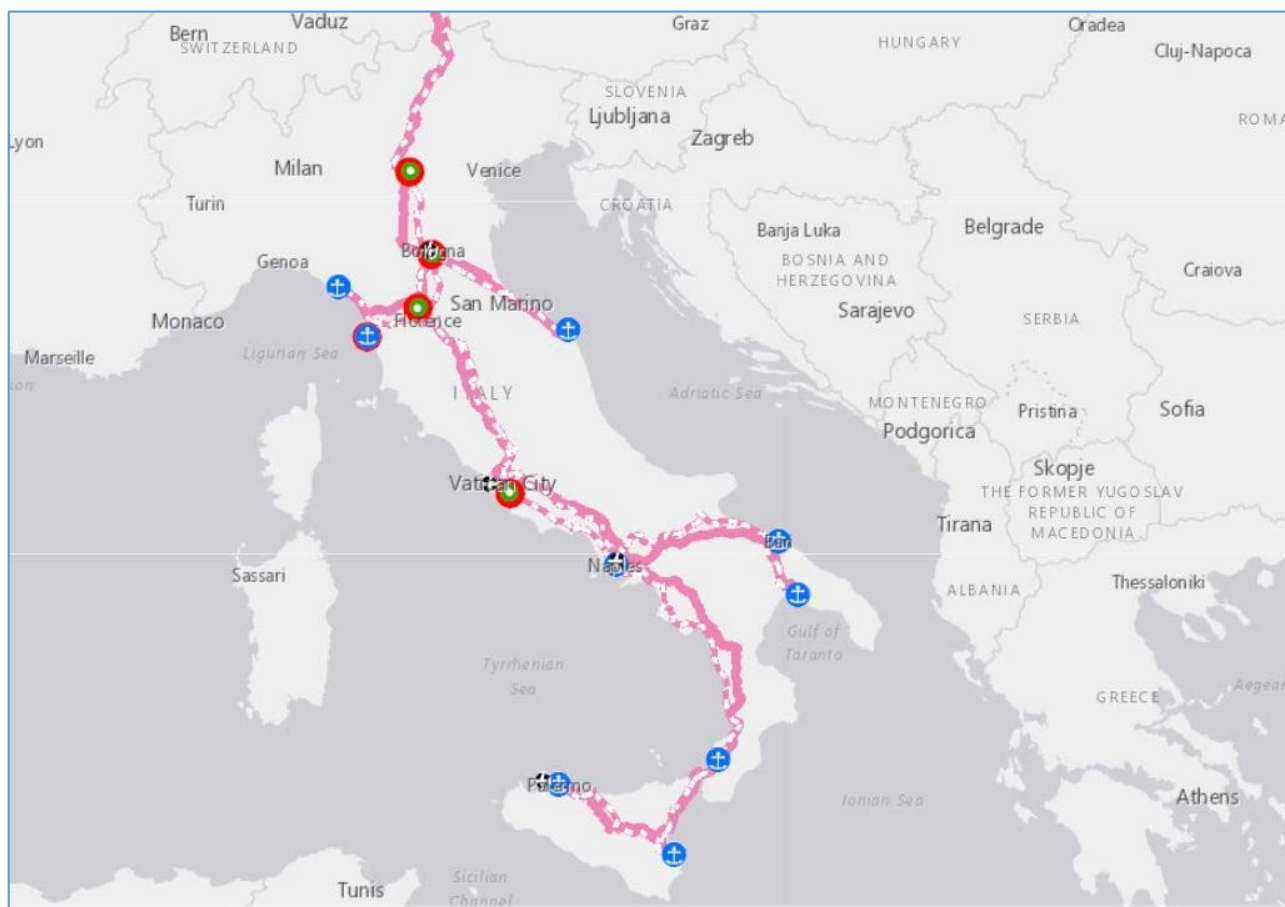 Vaduz
Bern
SWITZERLAND
Graz
HUNGARY
Oradea
Cluj-Napoca
SLOVENIA
Ljubljana
ROMA
Lyon
Zagreb
Milan
Venice
Turin
CROATIA
Banja Luka
Belgrade
Bologna
Genoa
BOSNIA AND
HERZEGOVINA
Craiova
San Marino
Sarajevo
Monaco
Florence
SERBIA
Marseille
Ligurian Sea
ion
ITALY
Adriatic Sea
MONTENEGRO
Pristina
Sofia
Podgorica
Skopje
Vatican City
THE FORMER YUGOSLAV
REPUBLIC OF
MACEDONIA
Tirana
Bari
Naples
Sassari
ALBANIA
Thessaloniki
Gulf of
Taranto
Tyrrhenian
Sea
GREECE
Aegea
Palermo
Ionian Sea
Athens
Tunis
Sicilian
Channel